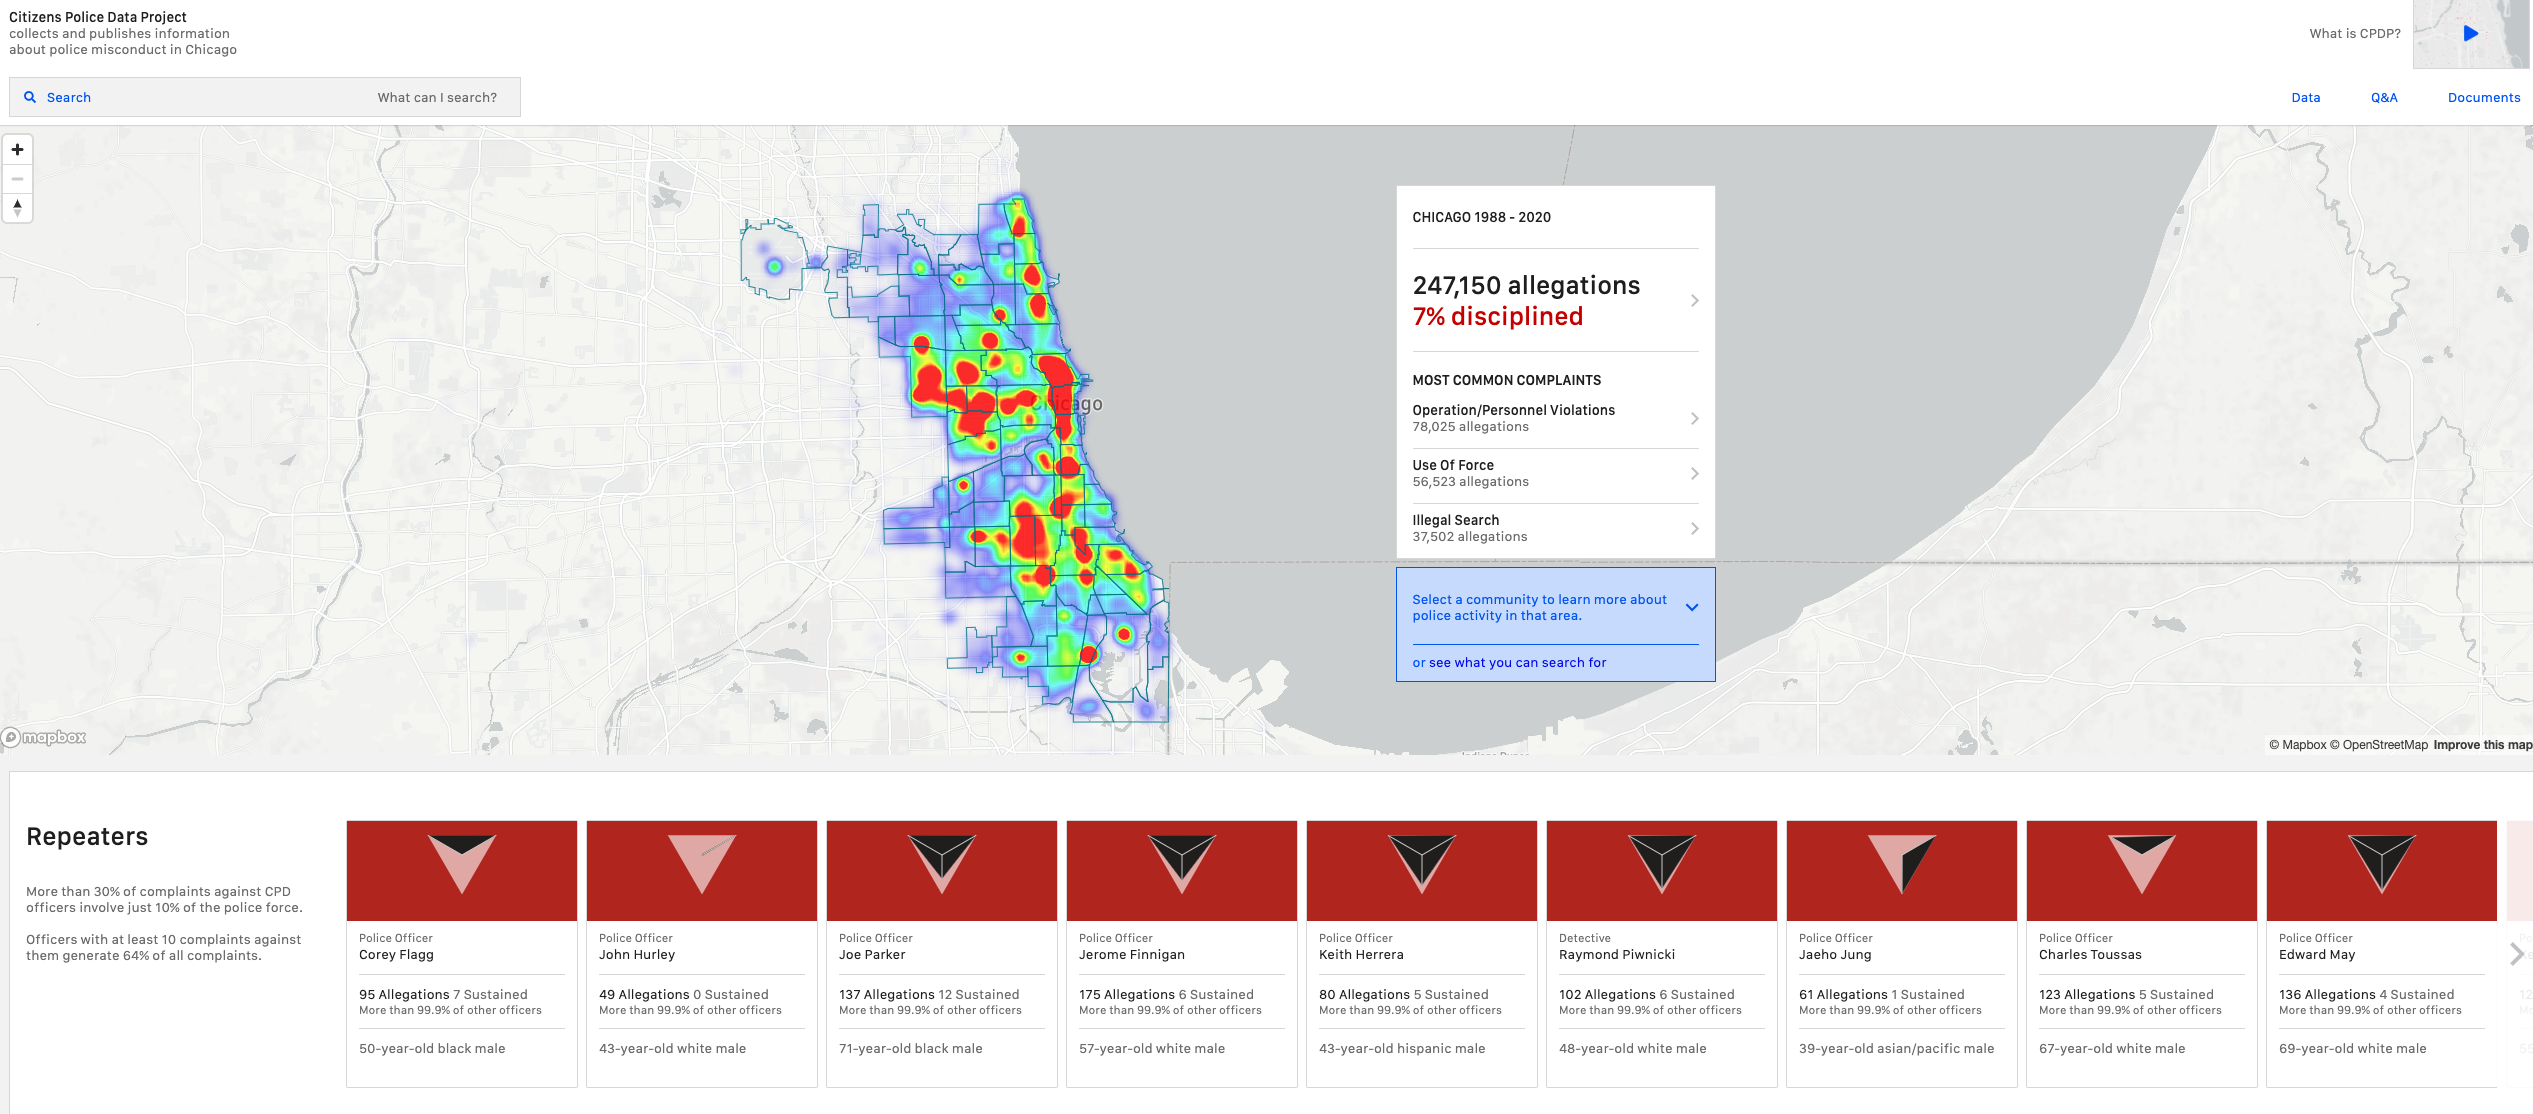 Citizens Police Data Project
collects and publishes information
about police misconduct in Chicago
What is CPDP?
Search
What can I search?
Data
Q&A
Documents
CHICAGO 1988 - 2020
247,150 allegations
7% disciplined
MOST COMMON COMPLAINTS
Operation/Personnel Violations
78,025 allegations
Use Of Force
56,523 allegations
Illegal Search
37,502 allegations
Select a community to learn more about
police activity in that area.
or see what you can search for
Chicago
mapbox
© Mapbox © OpenStreetMap Improve this map
Repeaters
More than 30% of complaints against CPD
officers involve just 10% of the police force.
Officers with at least 10 complaints against
them generate 64% of all complaints.
Police Officer
Corey Flagg
95 Allegations 7 Sustained
More than 99.9% of other officers
50-year-old black male
Police Officer
John Hurley
49 Allegations 0 Sustained
More than 99.9% of other officers
43-year-old white male
Police Officer
Joe Parker
137 Allegations 12 Sustained
More than 99.9% of other officers
71-year-old black male
Police Officer
Jerome Finnigan
175 Allegations 6 Sustained
More than 99.9% of other officers
57-year-old white male
Police Officer
Keith Herrera
80 Allegations 5 Sustained
More than 99.9% of other officers
43-year-old hispanic male
Detective
Raymond Piwnicki
102 Allegations 6 Sustained
More than 99.9% of other officers
48-year-old white male
Police Officer
Jaeho Jung
61 Allegations 1 Sustained
More than 99.9% of other officers
39-year-old asian/pacific male
Police Officer
Charles Toussas
123 Allegations 5 Sustained
More than 99.9% of other officers
67-year-old white male
Police Officer
Edward May
136 Allegations 4 Sustained
More than 99.9% of other officers
69-year-old white male